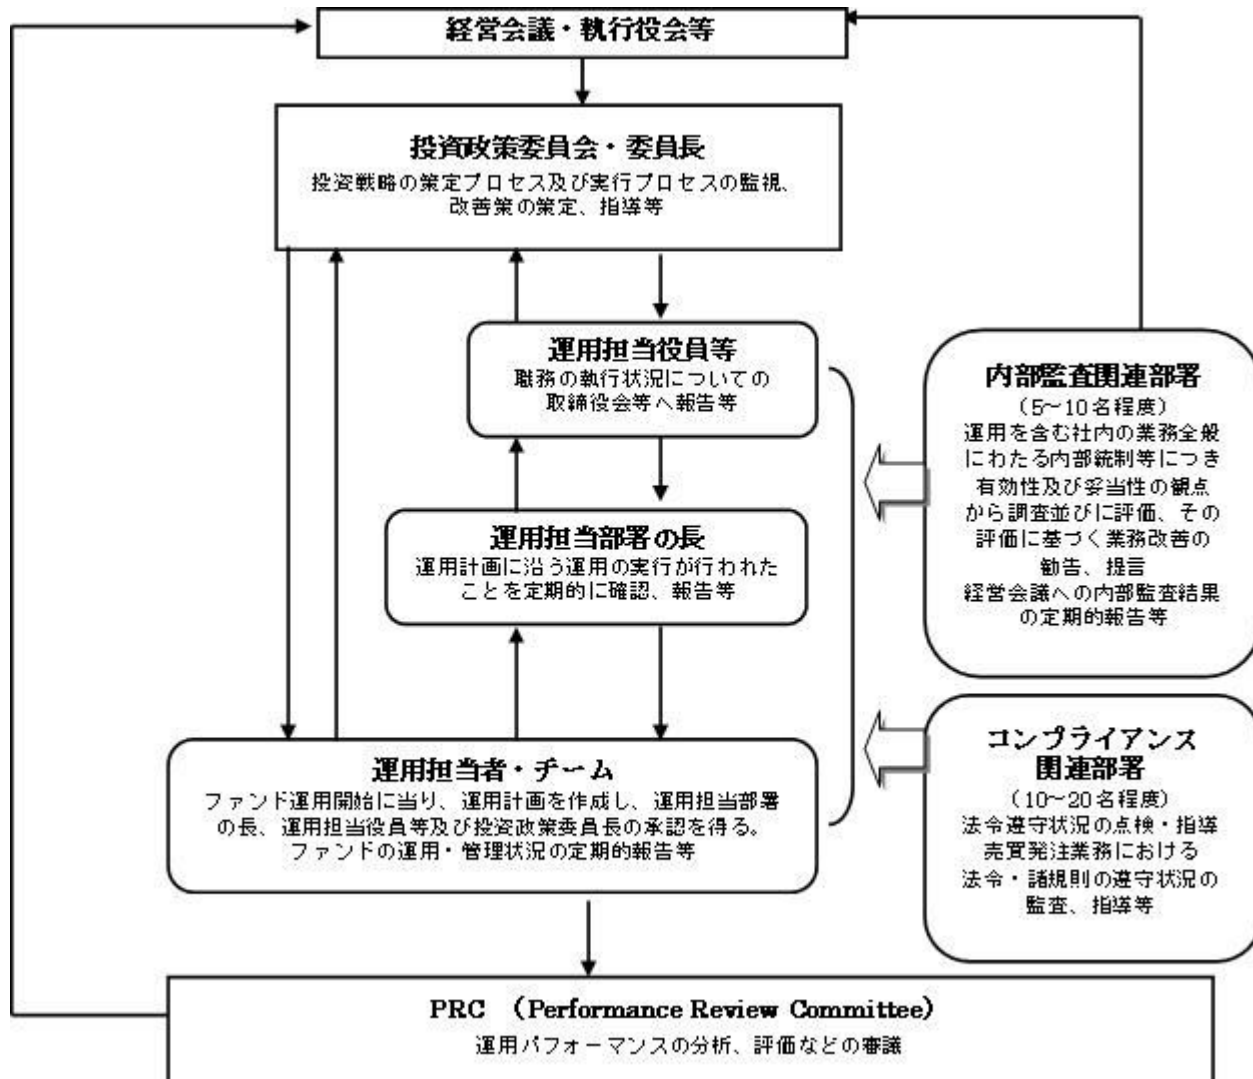 経営会議・執行役会等
投資政策委員会・委員長
投資戦略の策定プロセス及び実行プロセスの監視、
改善策の策定、指導等
運用担当役員等
職務の執行状況についての
取締役会等へ報告等
運用担当部署の長
運用計画に沿う運用の実行が行われた
ことを定期的に確認、報告等
運用担当者・チーム
ファンド運用開始に当り、運用計画を作成し、運用担当部署
の長、運用担当役員等及び投資政策委員長の承認を得る。
ファンドの運用・管理状況の定期的報告等
内部監査関連部署
（5～10名程度）
運用を含む社内の業務全般
にわたる内部統制等につき
有効性及び妥当性の観点
から調査並びに評価、その
評価に基づく業務改善の
勧告、提言
経営会議への内部監査結果
の定期的報告等
コンプライアンス
関連部署
（10～20名程度）
法令遵守状況の点検・指導
売買発注業務における
法令・諸規則の遵守状況の
監査、指導等
PRC （Performance Review Committee）
運用パフォーマンスの分析、評価などの審議